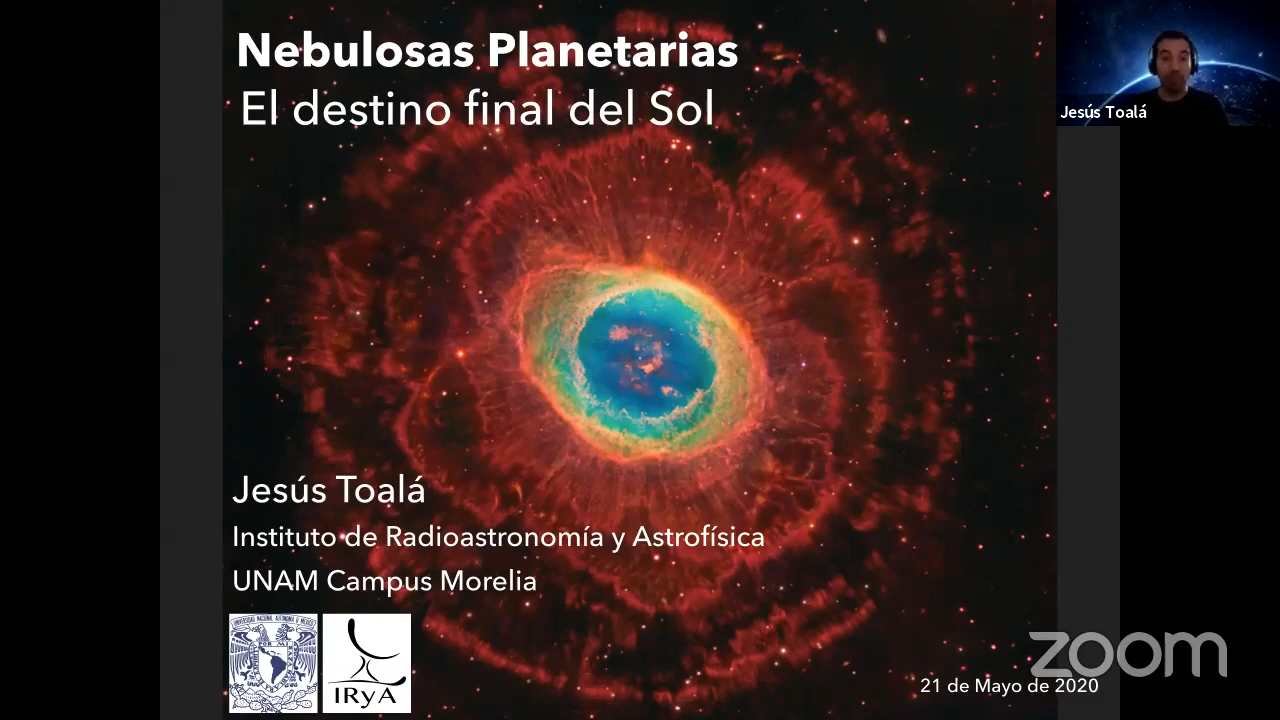 Nebulosas Planetarias
El destino final del Sol
Jesús Toalá
Jesús Toalá
Instituto de Radioastronomía y Astrofísica
UNAM Campus Morelia
IRyA
zoom
21 de Mayo de 2020